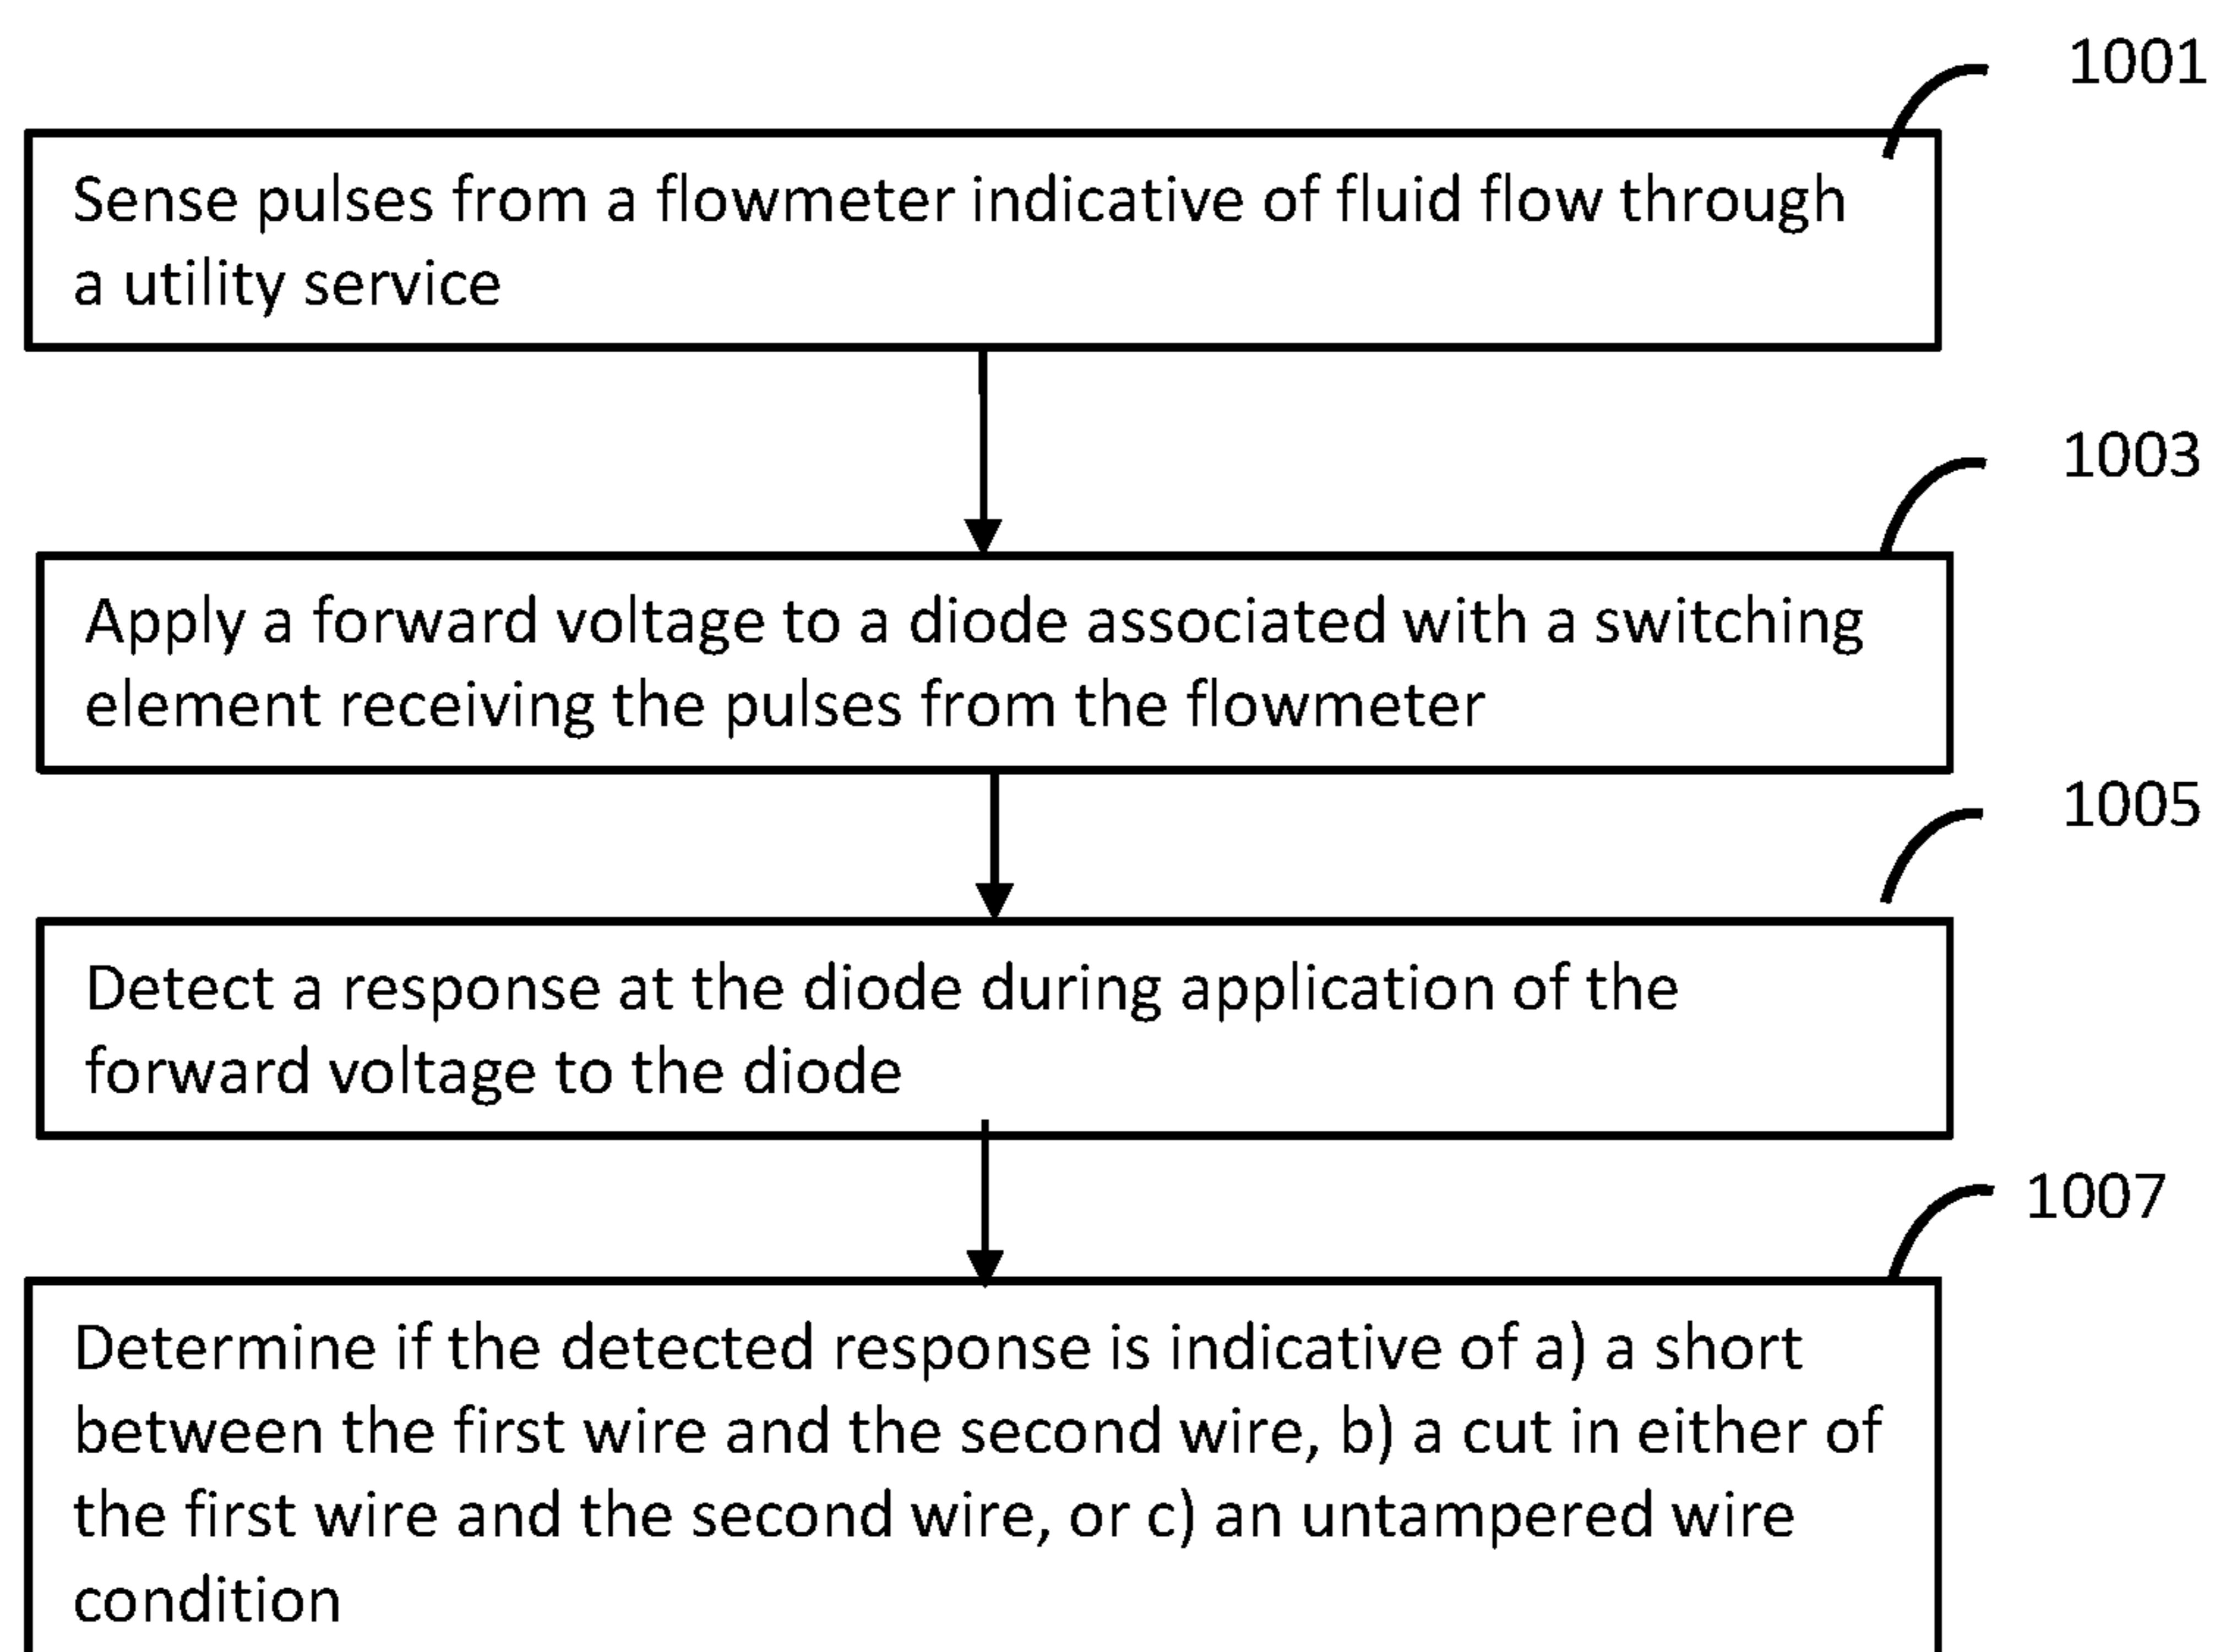 1001
Sense pulses from a flowmeter indicative of fluid flow through
a utility service
1003
Apply a forward voltage to a diode associated with a switching
element receiving the pulses from the flowmeter
1005
Detect a response at the diode during application of the
forward voltage to the diode
1007
Determine if the detected response is indicative of a) a short
between the first wire and the second wire, b) a cut in either of
the first wire and the second wire, or c) an untampered wire
condition